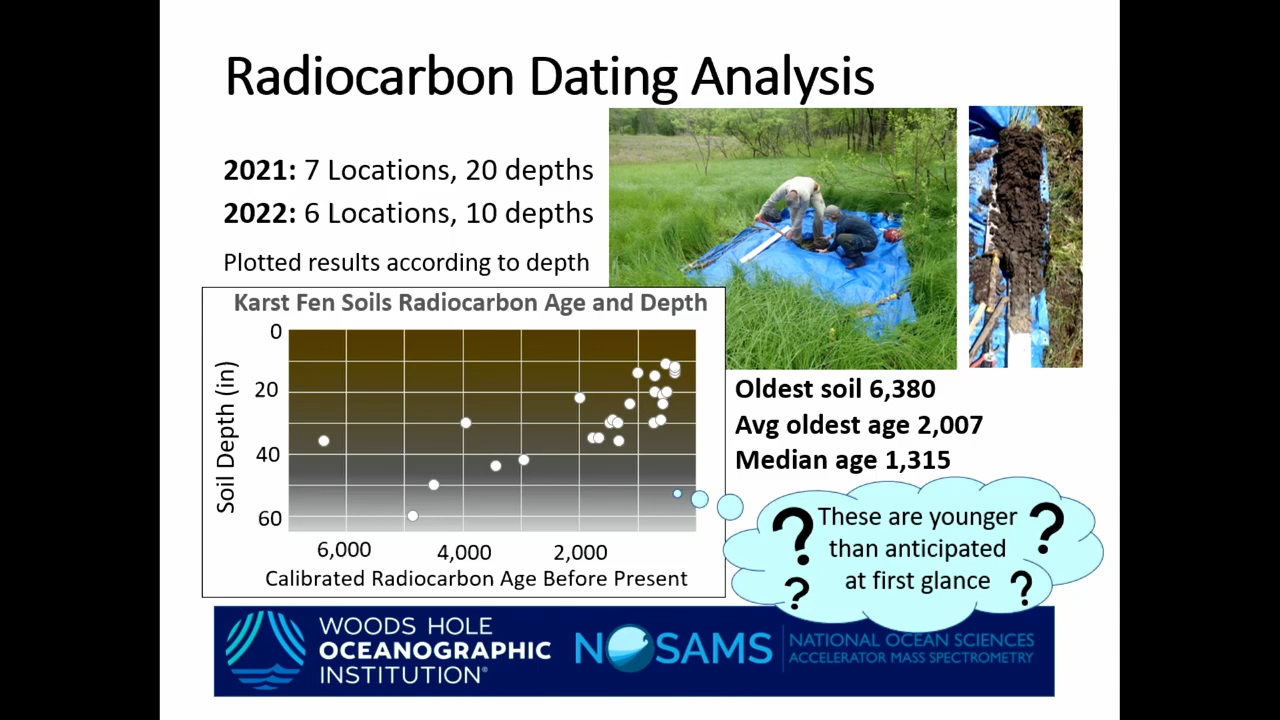 Radiocarbon Dating Analysis
2021: 7 Locations, 20 depths
2022: 6 Locations, 10 depths
Plotted results according to depth
Karst Fen Soils Radiocarbon Age and Depth
0
20
40
60
Soil Depth (in)
6,000
4,000
2,000
Calibrated Radiocarbon Age Before Present
Oldest soil 6,380
Avg oldest age 2,007
Median age 1,315
? These are younger ?
than anticipated
? at first glance ?
WOODS HOLE
OCEANOGRAPHIC
INSTITUTION®
NOSAMS
NATIONAL OCEAN SCIENCES
ACCELERATOR MASS SPECTROMETRY